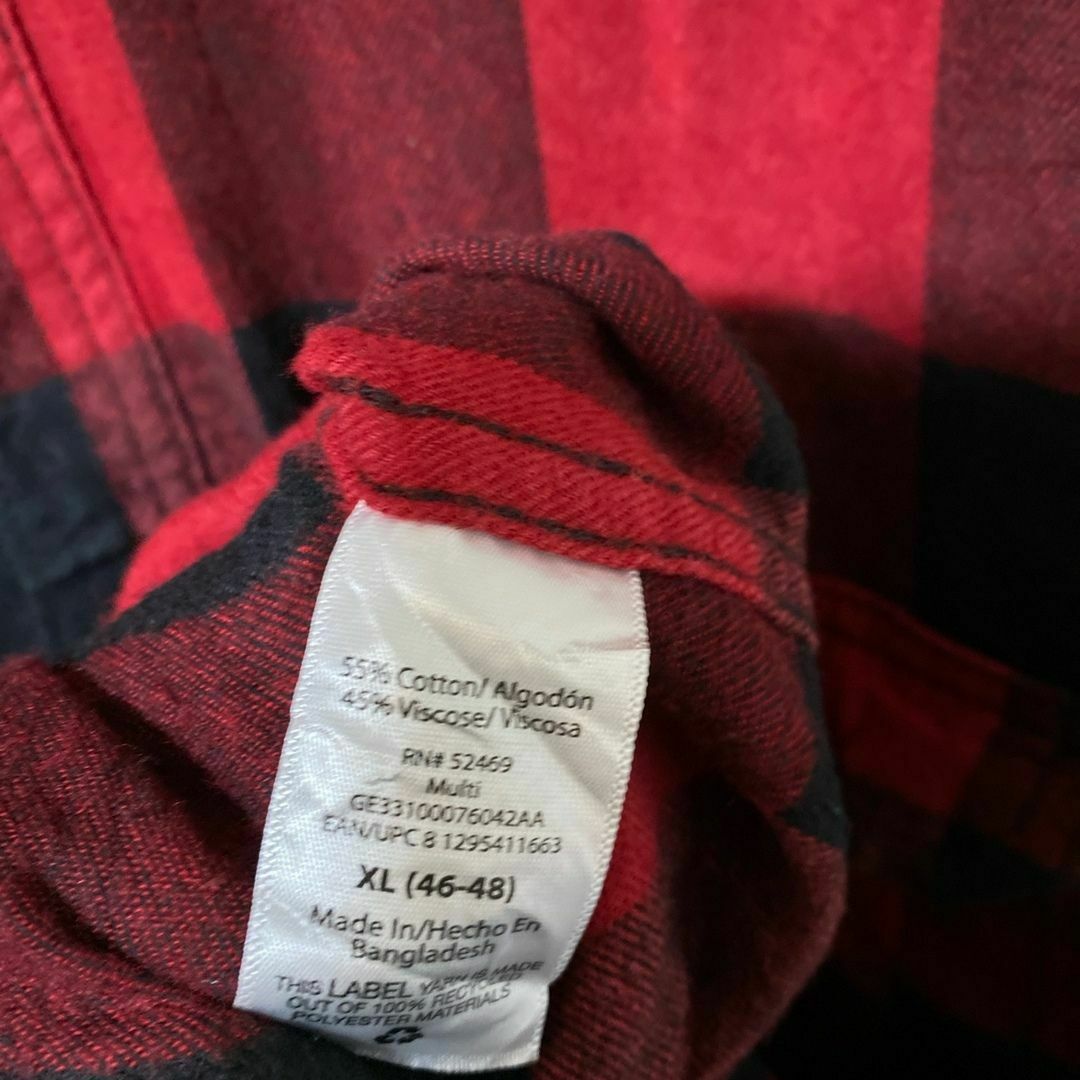 55% Cotton/ Algodón
45% Viscose/ Viscosa
RN# 52469
Multi
GE33100076042AA
EAN/UPC 8 1295411663
XL (46-48)
Made In/Hecho En
Bangladesh
THIS LABEL YARN IS MADE
OUT OF 100% RECYCLED
POLYESTER MATERIALS